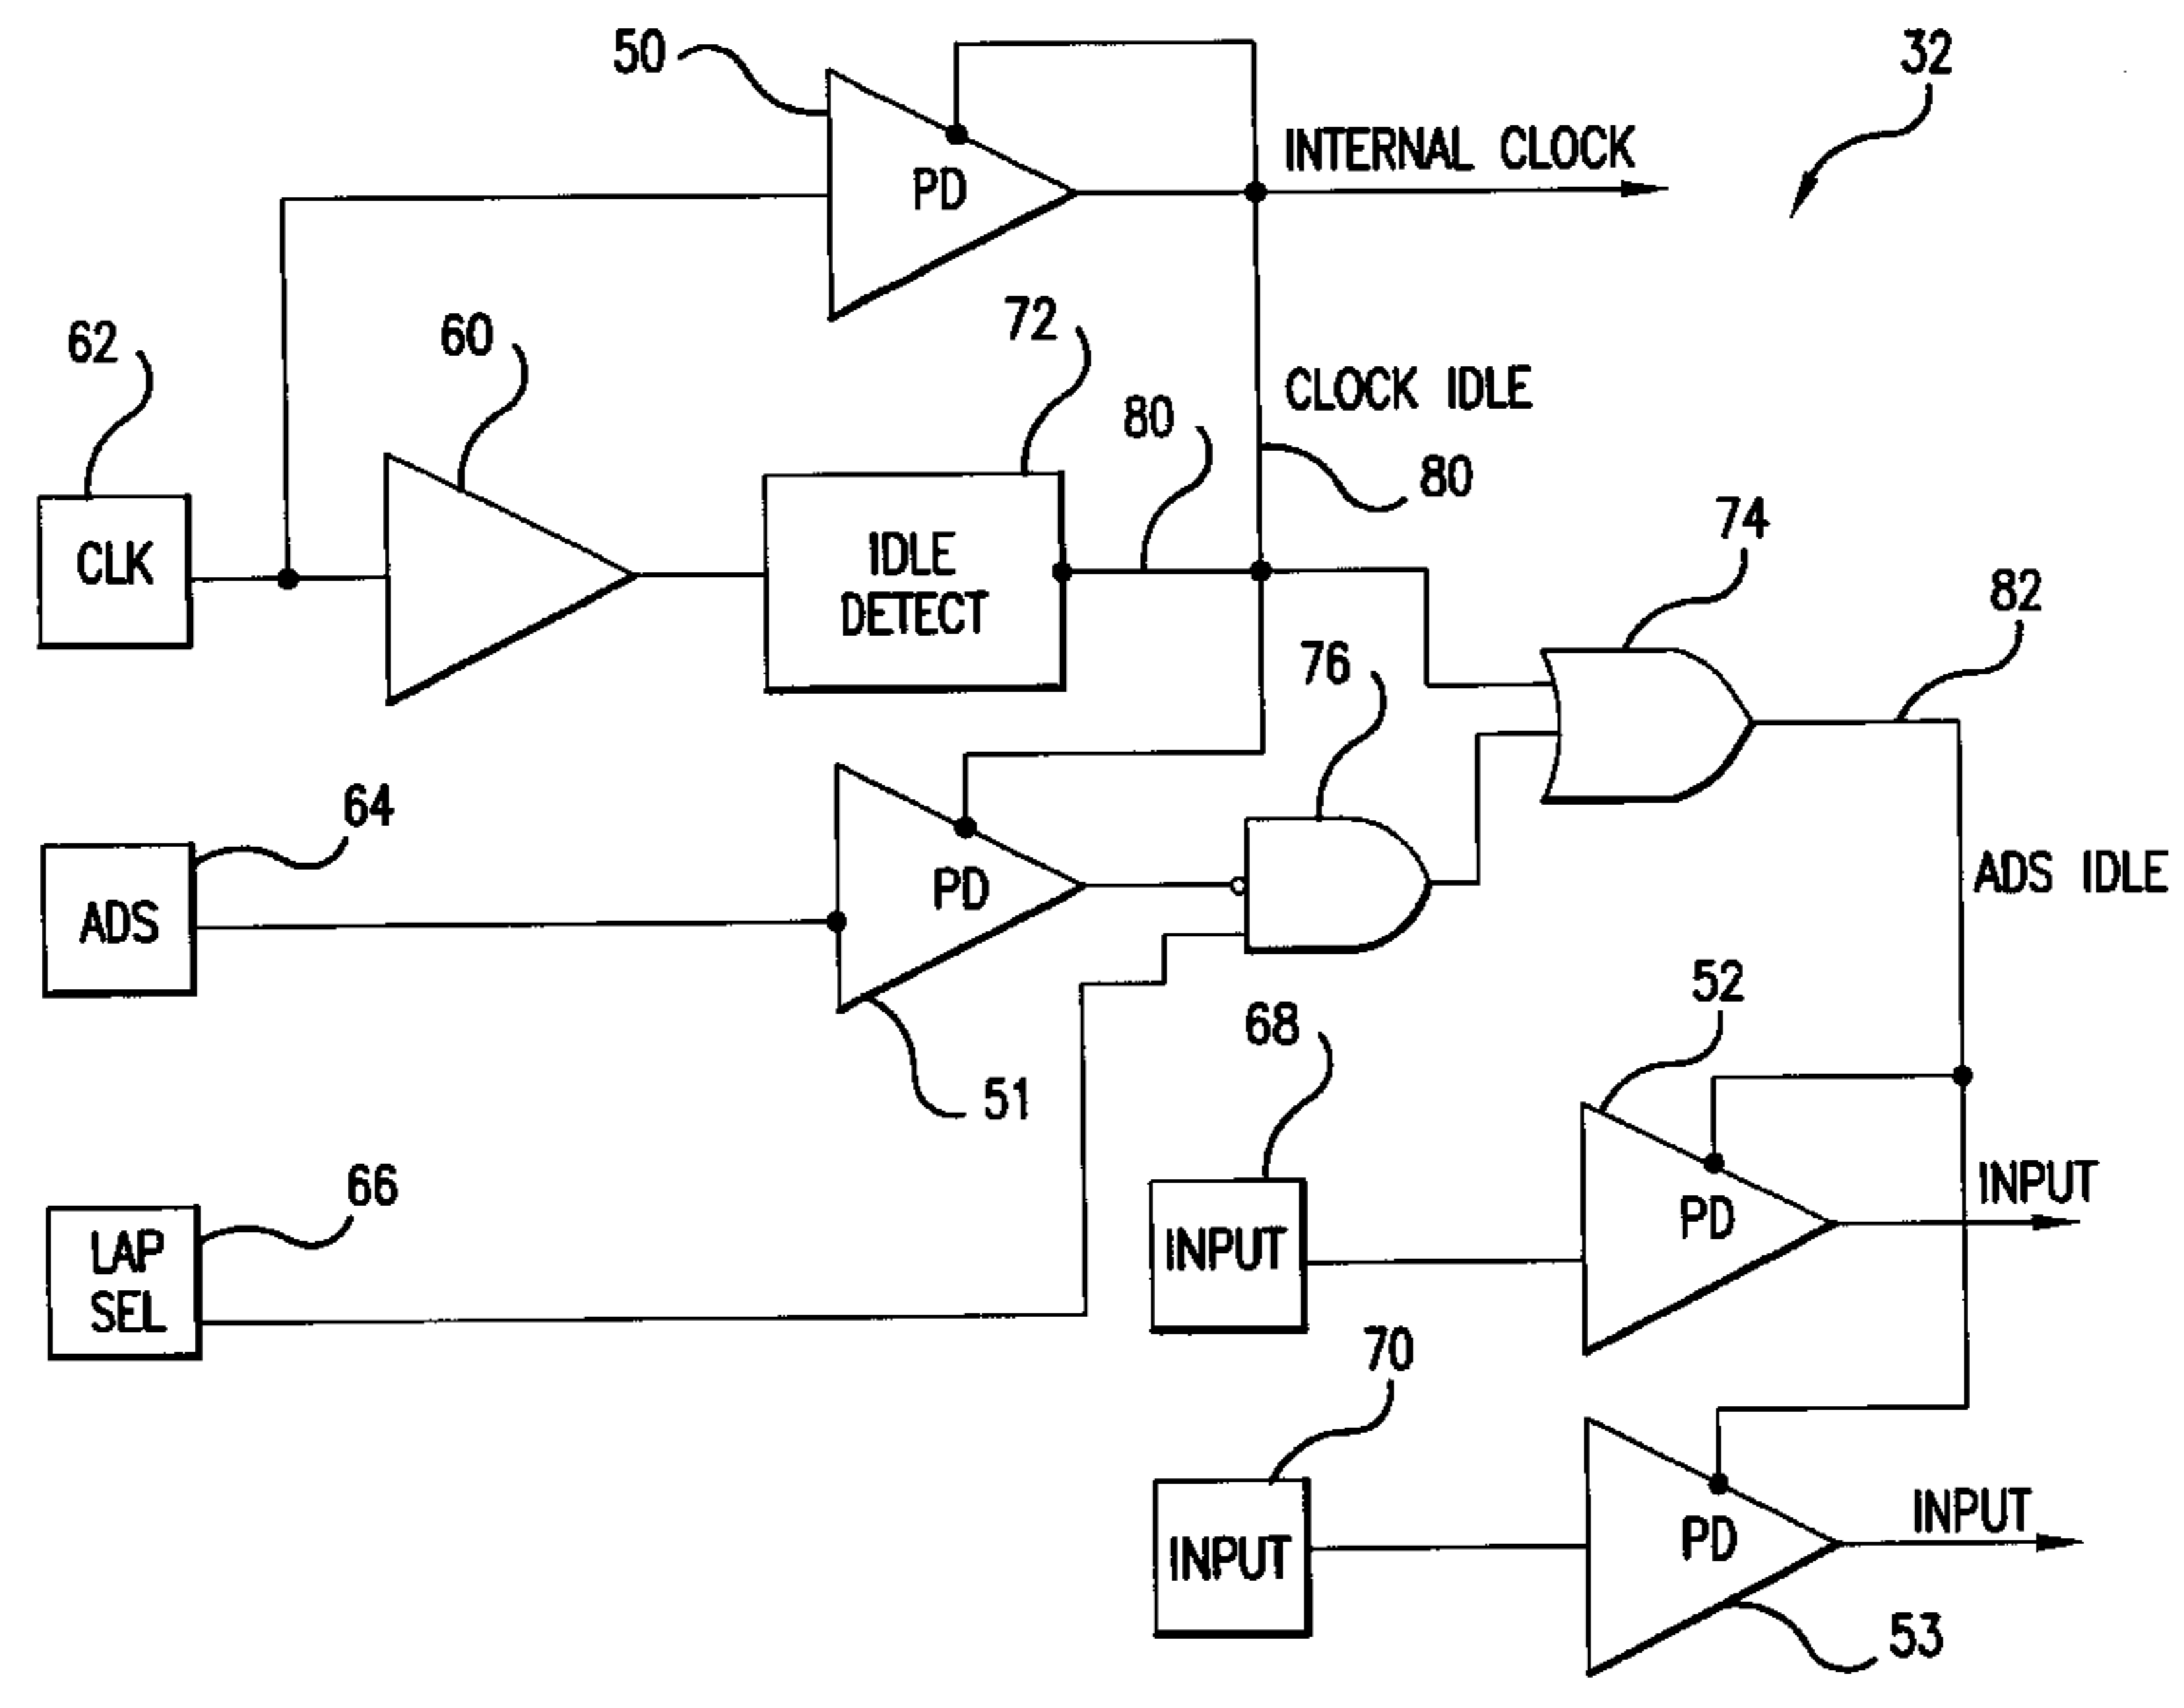 50
32
INTERNAL CLOCK
PD
62
60
72
CLOCK IDLE
80
80
74
CLK
IDLE
DETECT
82
76
64
ADS
PD
ADS IDLE
52
68
51
66
INPUT
LAP
SEL
INPUT
PD
70
INPUT
INPUT
PD
53